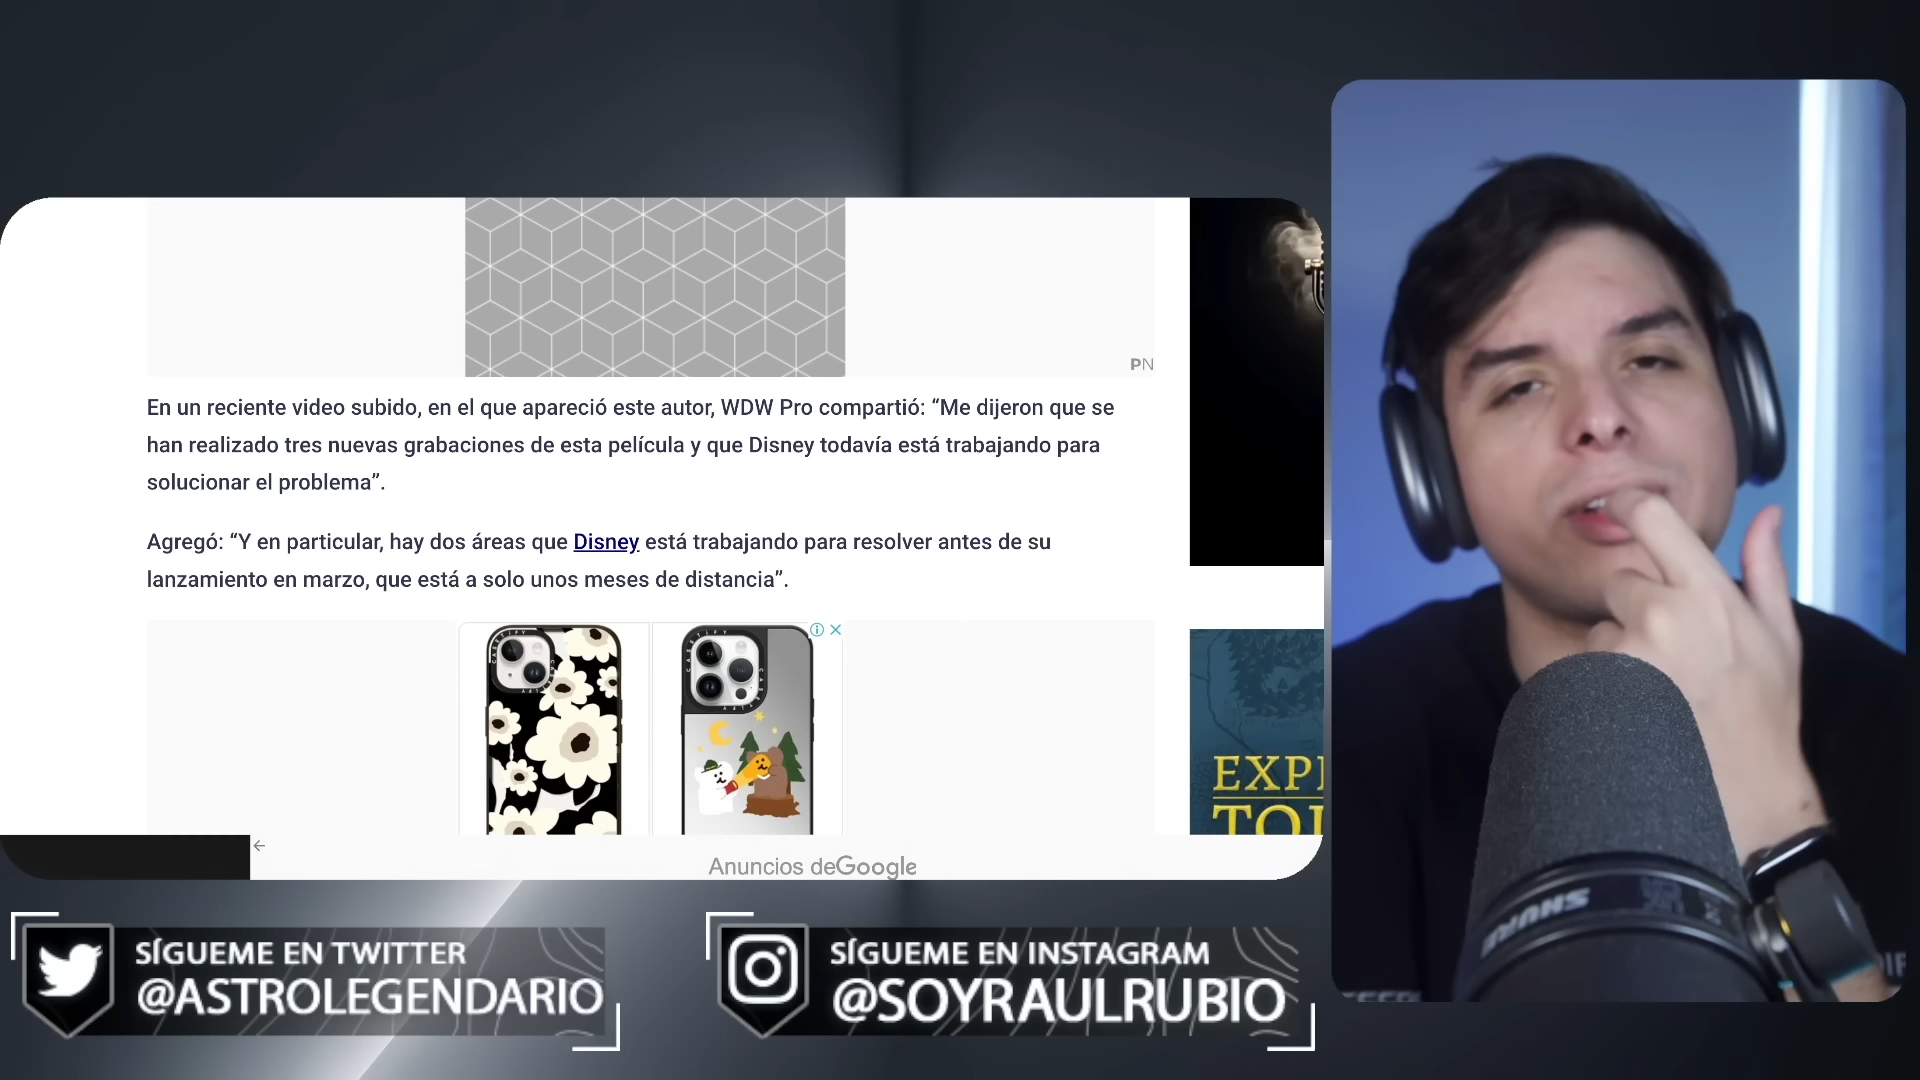 PN
En un reciente video subido, en el que apareció este autor, WDW Pro compartió: “Me dijeron que se
han realizado tres nuevas grabaciones de esta película y que Disney todavía está trabajando para
solucionar el problema”.
Agregó: “Y en particular, hay dos áreas que Disney está trabajando para resolver antes de su
lanzamiento en marzo, que está a solo unos meses de distancia”.
Anuncios deGoogle
SÍGUEME EN TWITTER
@ASTROLEGENDARIO
SÍGUEME EN INSTAGRAM
@SOYRAULRUBIO
SHURE